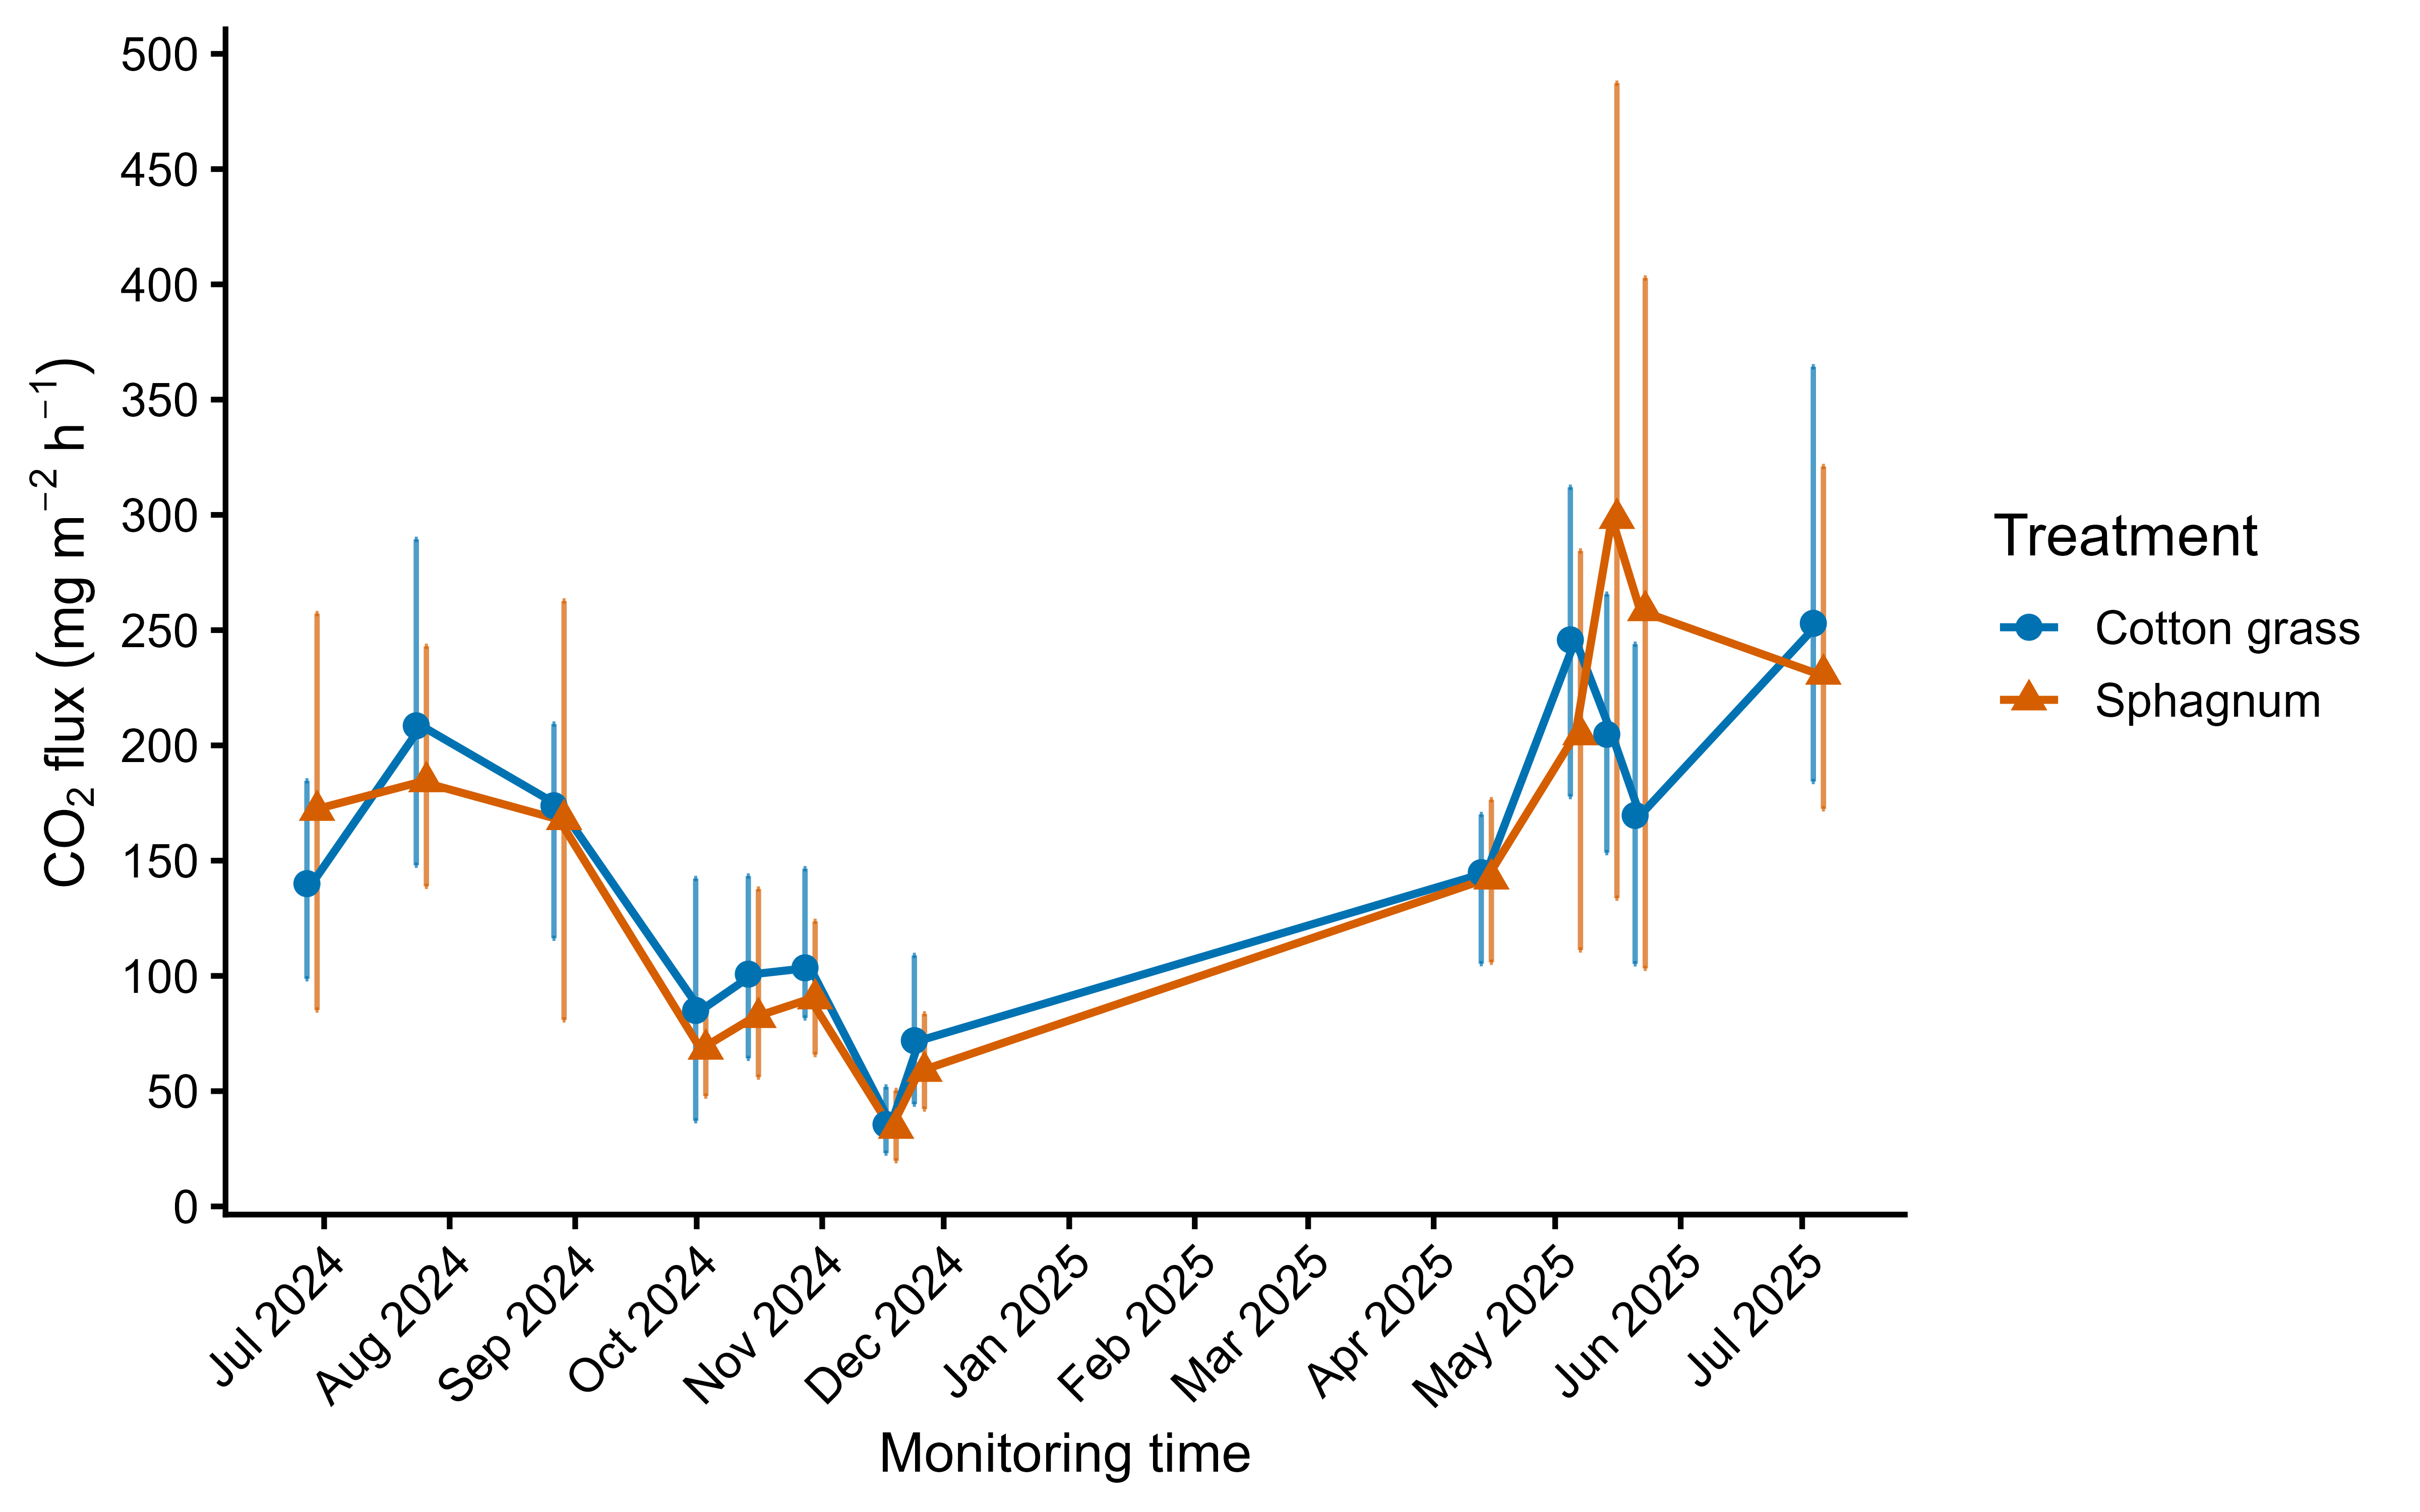 500
450
400
350
300
250
200
150
100
50
0
CO₂ flux (mg m⁻² h⁻¹)
Jul 2024
Aug 2024
Sep 2024
Oct 2024
Nov 2024
Dec 2024
Jan 2025
Feb 2025
Mar 2025
Apr 2025
May 2025
Jun 2025
Jul 2025
Monitoring time
Treatment
Cotton grass
Sphagnum